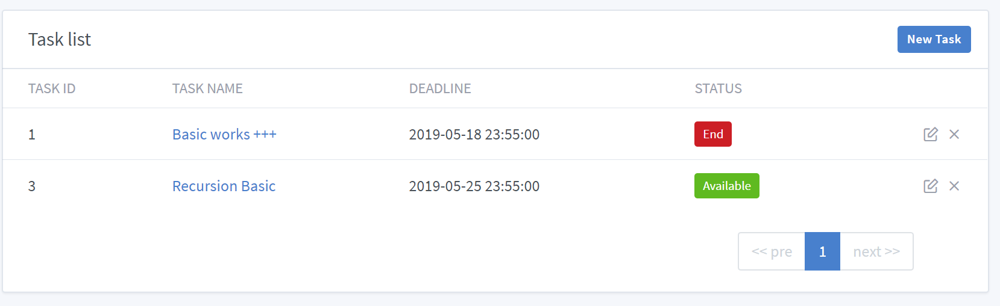 Task list
New Task
TASK ID TASK NAME DEADLINE STATUS
1 Basic works +++ 2019-05-18 23:55:00 End
3 Recursion Basic 2019-05-25 23:55:00 Available
<< pre 1 next >>